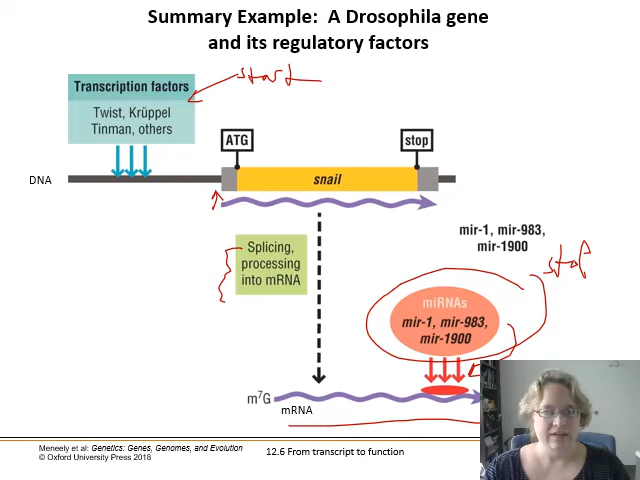 Summary Example: A Drosophila gene
and its regulatory factors
start
Transcription factors
Twist, Krüppel
Tinman, others
ATG
stop
DNA
snail
mir-1, mir-983,
mir-1900
stop
Splicing,
processing
into mRNA
miRNAs
mir-1, mir-983,
mir-1900
m⁷G
mRNA
Meneely et al: Genetics: Genes, Genomes, and Evolution
© Oxford University Press 2018
12.6 From transcript to function